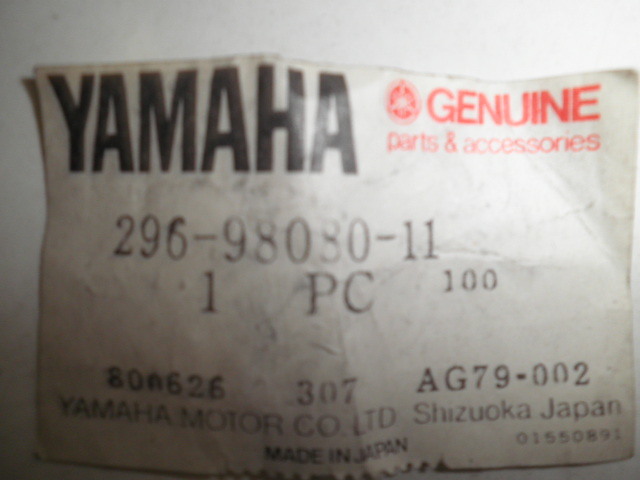 YAMAHA GENUINE
parts & accessories
296-98080-11
1 PC 100
800626 307 AG79-002
YAMAHA MOTOR CO. LTD Shizuoka Japan
01550891
MADE IN JAPAN